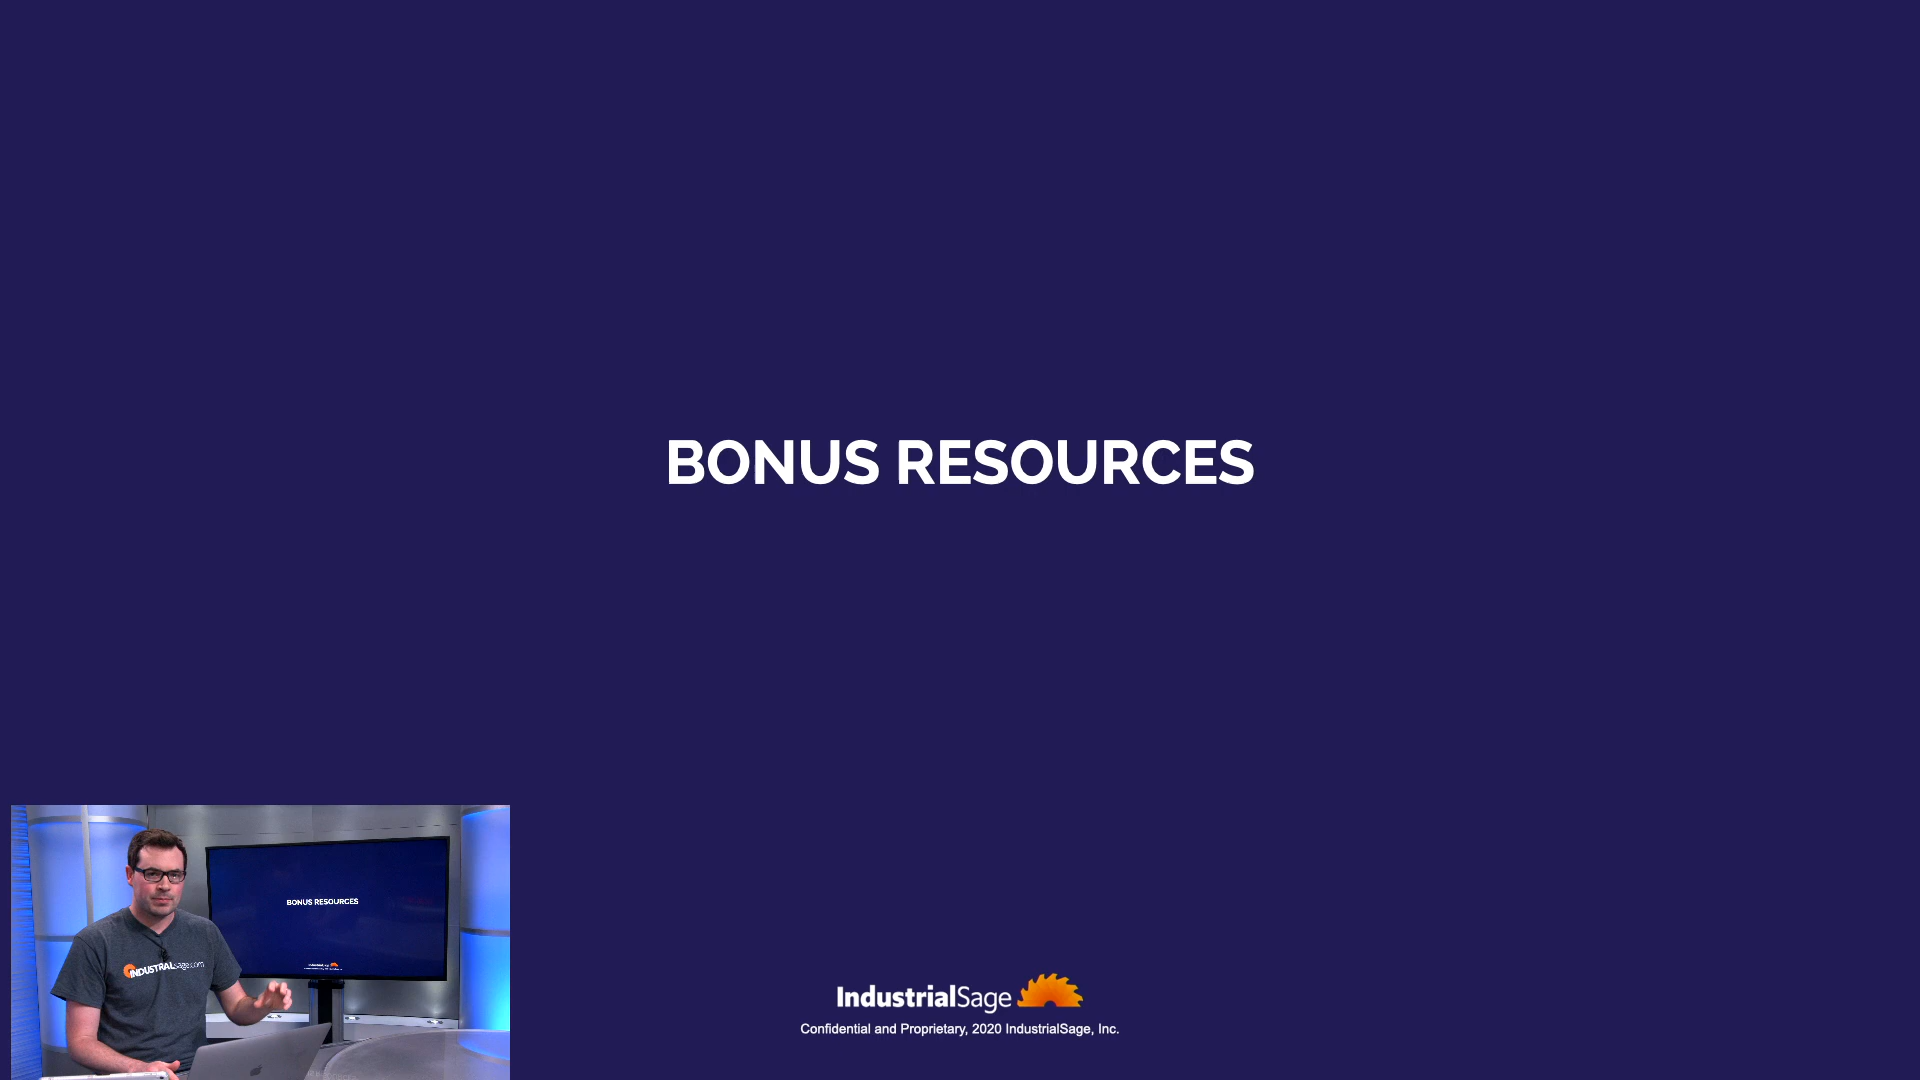 BONUS RESOURCES
BONUS RESOURCES
INDUSTRIALsage.com
IndustrialSage
Confidential and Proprietary, 2020 IndustrialSage, Inc.